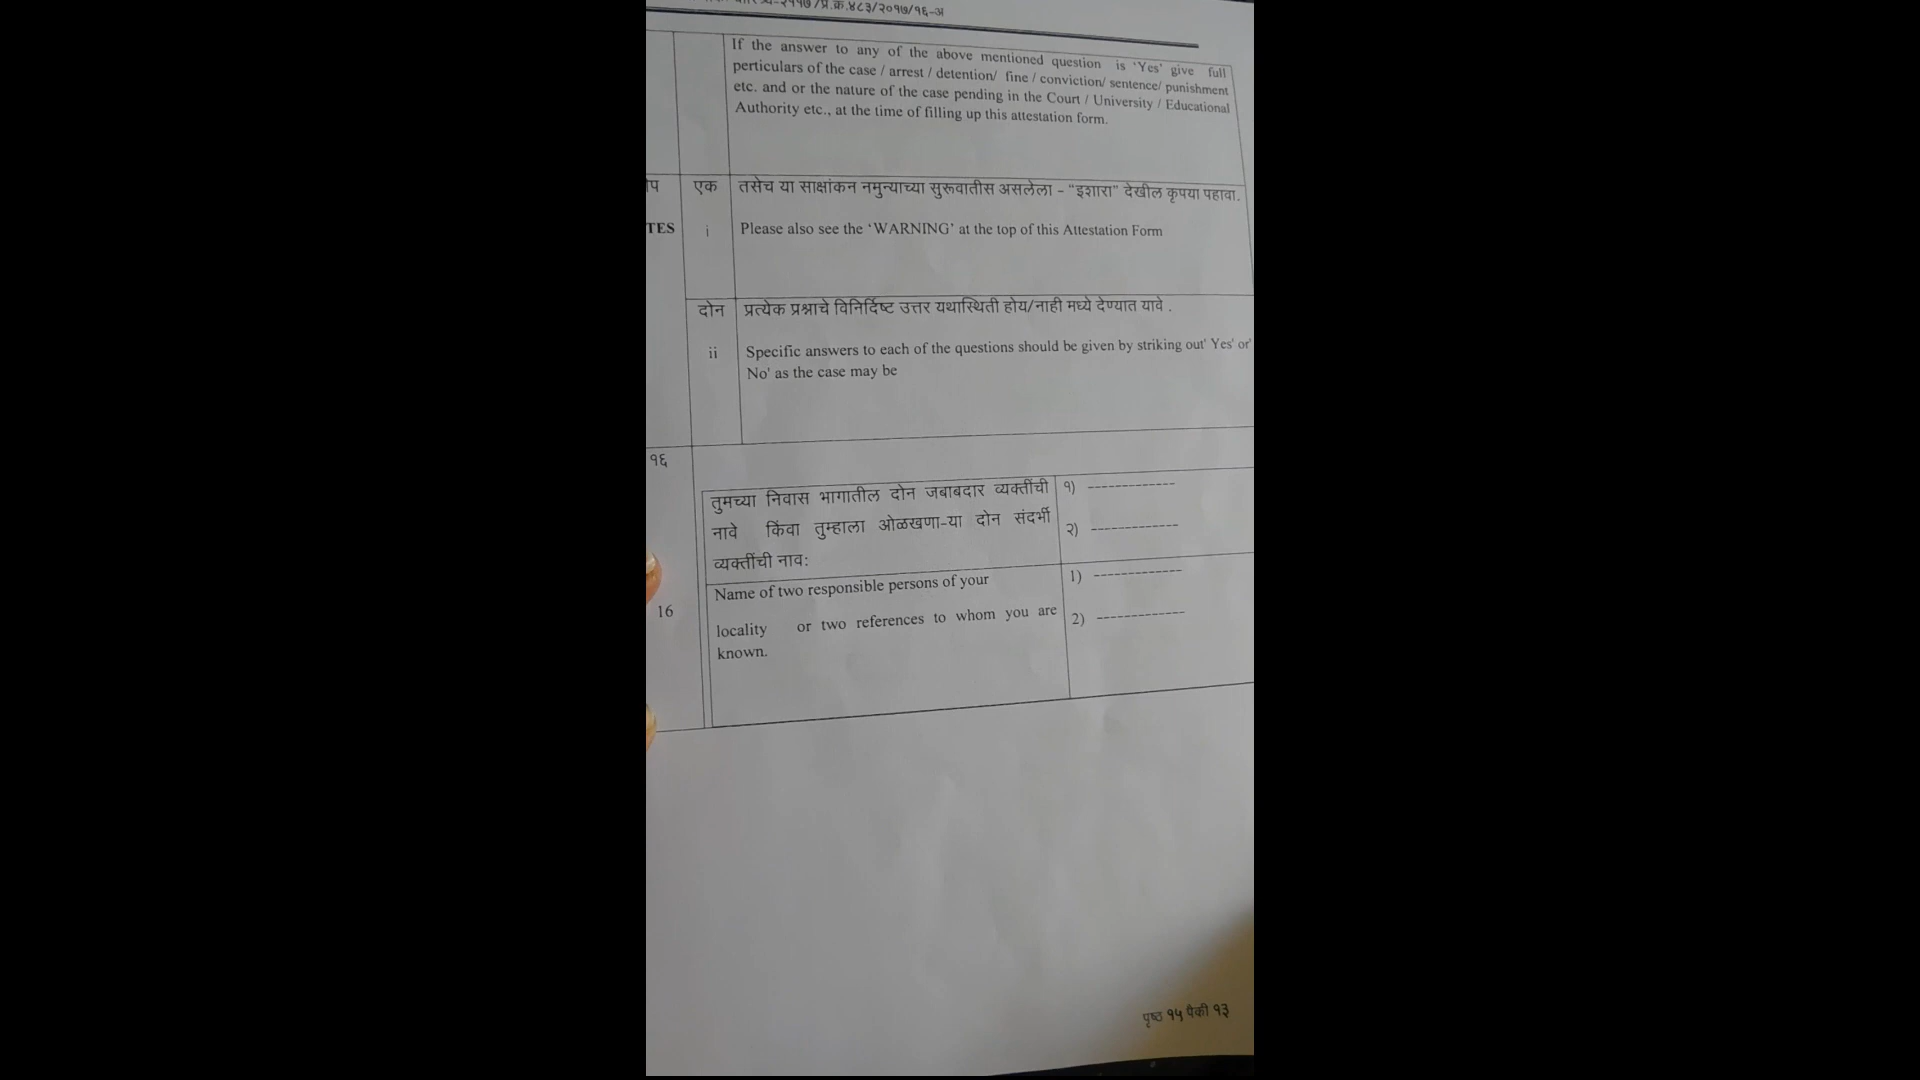 २११७/प्र.क्र.४८३/२०१७/१६-अ
If the answer to any of the above mentioned question is ‘Yes’ give full
perticulars of the case / arrest / detention/ fine / conviction/ sentence/ punishment
etc. and or the nature of the case pending in the Court / University / Educational
Authority etc., at the time of filling up this attestation form.
एक तसेच या साक्षांकन नमुन्याच्या सुरूवातीस असलेला - “इशारा” देखील कृपया पहावा.
TES i Please also see the ‘WARNING’ at the top of this Attestation Form
दोन प्रत्येक प्रश्नाचे विनिर्दिष्ट उत्तर यथास्थिती होय/नाही मध्ये देण्यात यावे .
ii Specific answers to each of the questions should be given by striking out' Yes' or'
No' as the case may be
१६
तुमच्या निवास भागातील दोन जबाबदार व्यक्तींची १) -------------
नावे किंवा तुम्हाला ओळखणा-या दोन संदर्भी २) -------------
व्यक्तींची नाव:
Name of two responsible persons of your 1) -------------
16
locality or two references to whom you are 2) -------------
known.
पृष्ठ १५ पैकी १३